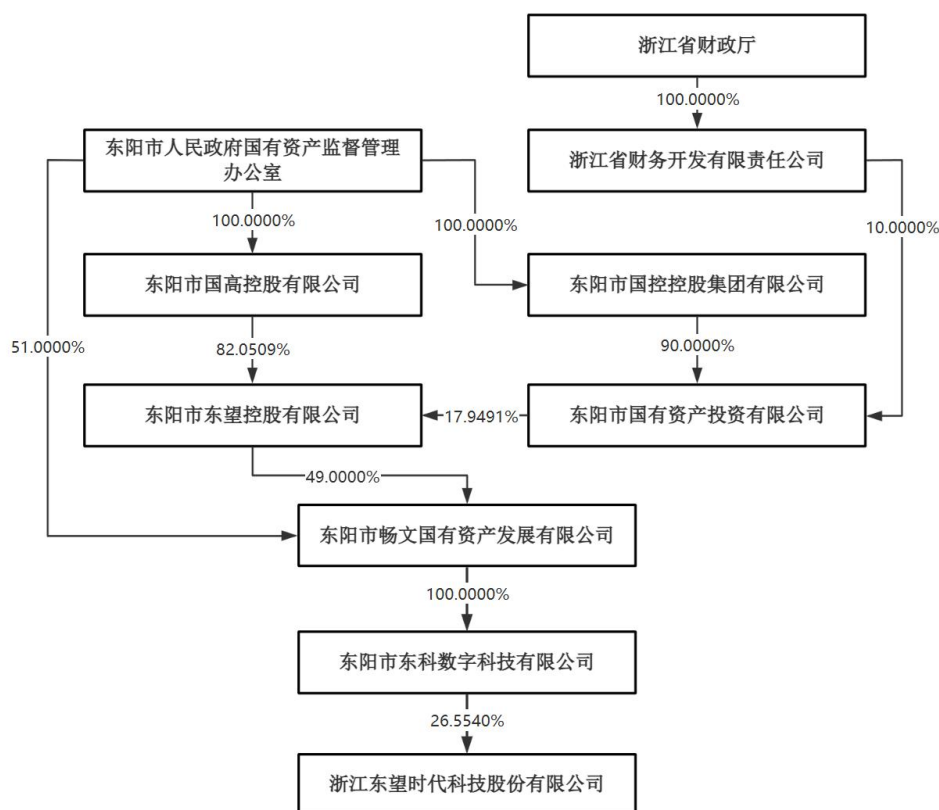 浙江省财政厅
100.0000%
东阳市人民政府国有资产监督管理
办公室
浙江省财务开发有限责任公司
100.0000%
100.0000%
10.0000%
东阳市国高控股有限公司
东阳市国控控股集团有限公司
51.0000%
82.0509%
90.0000%
东阳市东望控股有限公司
17.9491%
东阳市国有资产投资有限公司
49.0000%
东阳市畅文国有资产发展有限公司
100.0000%
东阳市东科数字科技有限公司
26.5540%
浙江东望时代科技股份有限公司